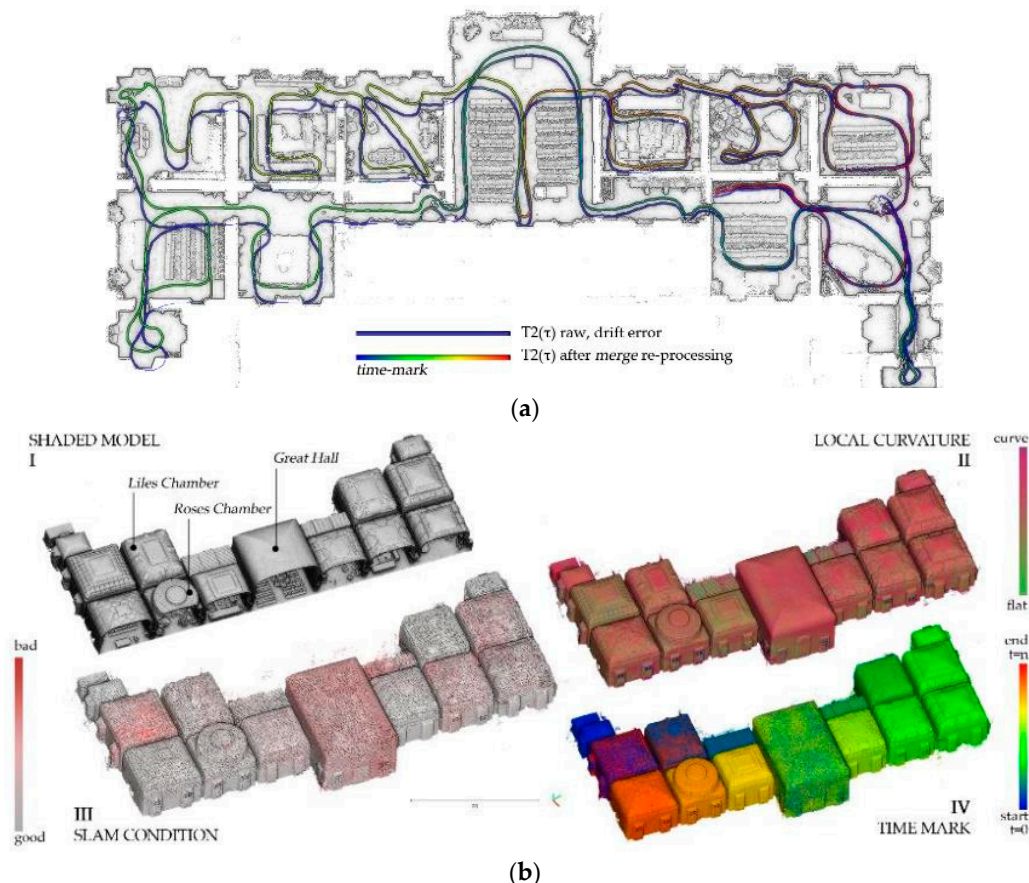 T2(τ) raw, drift error
T2(τ) after merge re-processing
time-mark
(a)
SHADED MODEL
I
Great Hall
Liles Chamber
Roses Chamber
LOCAL CURVATURE
II
curve
flat
bad
good
III
SLAM CONDITION
m
end
t=n
IV
TIME MARK
start
t=0
(b)